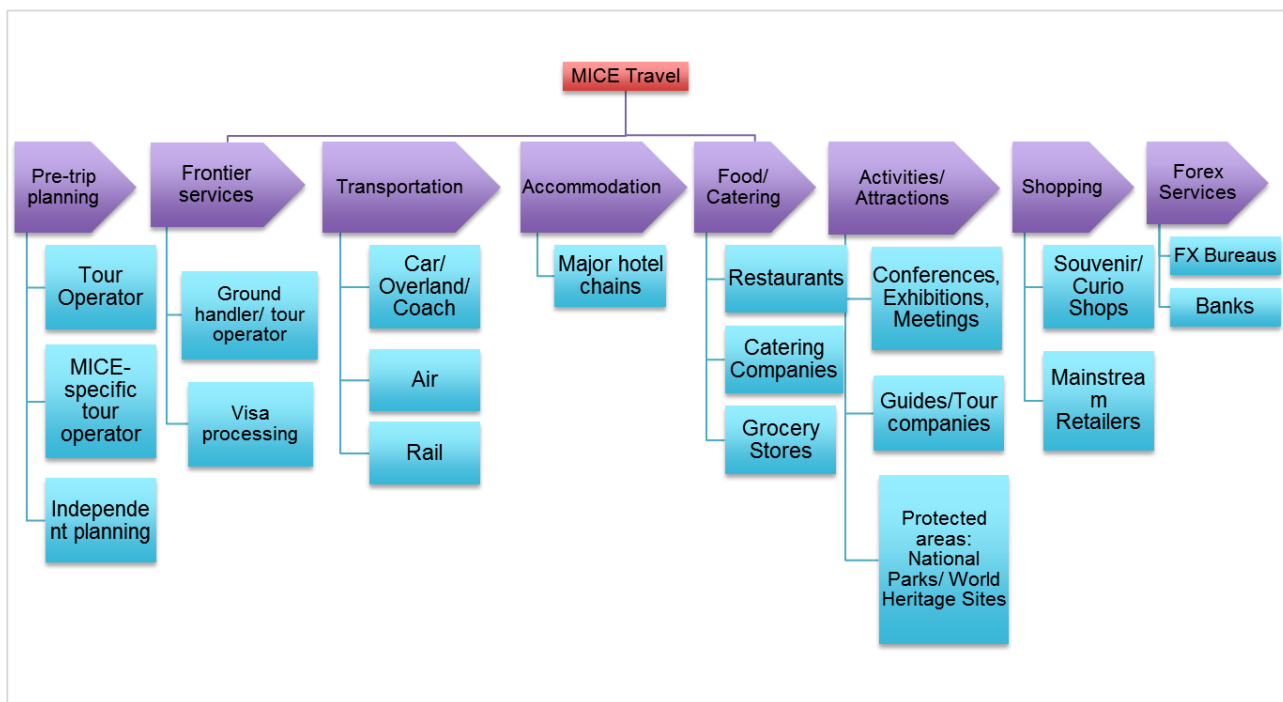 MICE Travel
Pre-trip
planning
Frontier
services
Transportation
Accommodation
Food/
Catering
Activities/
Attractions
Shopping
Forex
Services
Tour
Operator
MICE-
specific tour
operator
Independe
nt planning
Ground
handler/ tour
operator
Visa
processing
Car/
Overland/
Coach
Air
Rail
Major hotel
chains
Restaurants
Catering
Companies
Grocery
Stores
Conferences,
Exhibitions,
Meetings
Guides/Tour
companies
Protected
areas:
National
Parks/ World
Heritage Sites
Souvenir/
Curio
Shops
Mainstrea
m
Retailers
FX Bureaus
Banks